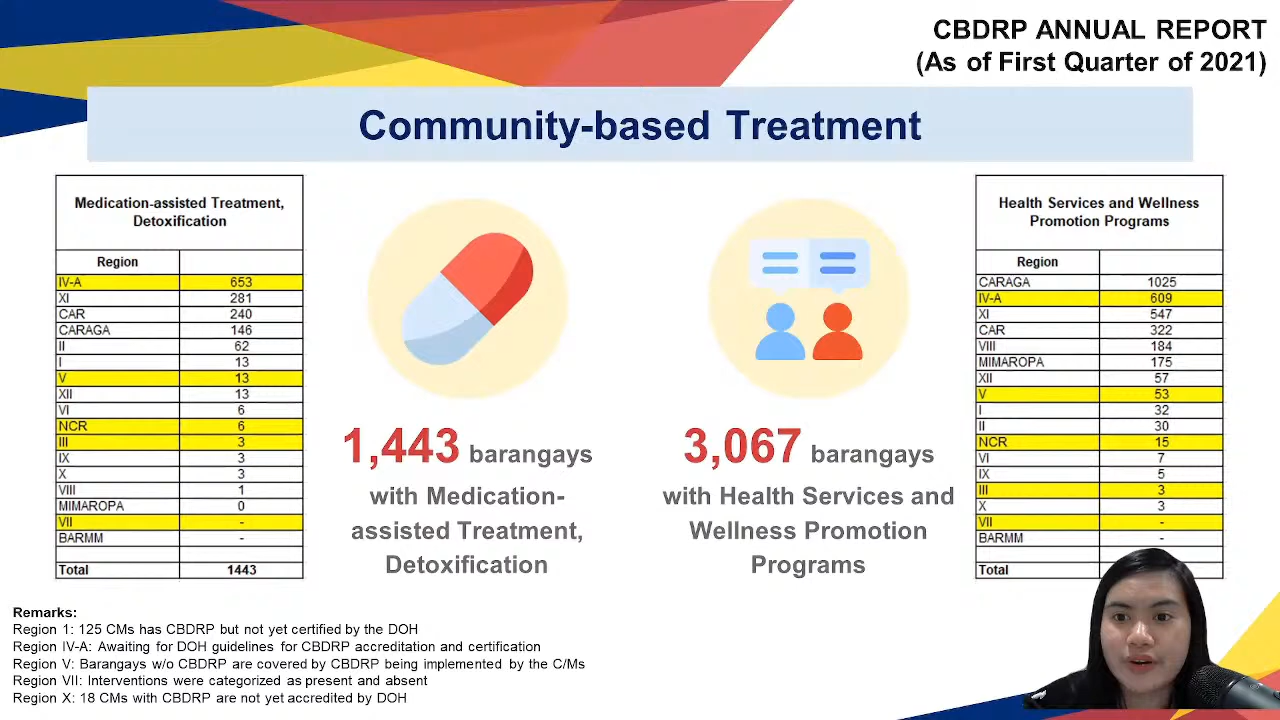 CBDRP ANNUAL REPORT
(As of First Quarter of 2021)
Community-based Treatment
Medication-assisted Treatment,
Detoxification
Region
IV-A 653
XI 281
CAR 240
CARAGA 146
II 62
I 13
V 13
XII 13
VI 6
NCR 6
III 3
IX 3
X 3
VIII 1
MIMAROPA 0
VII -
BARMM -
Total 1443
1,443 barangays
with Medication-
assisted Treatment,
Detoxification
3,067 barangays
with Health Services and
Wellness Promotion
Programs
Health Services and Wellness
Promotion Programs
Region
CARAGA 1025
IV-A 609
XI 547
CAR 322
VIII 184
MIMAROPA 175
XII 57
V 53
I 32
II 30
NCR 15
VI 7
IX 5
III 3
X 3
VII -
BARMM -
Total
Remarks:
Region 1: 125 CMs has CBDRP but not yet certified by the DOH
Region IV-A: Awaiting for DOH guidelines for CBDRP accreditation and certification
Region V: Barangays w/o CBDRP are covered by CBDRP being implemented by the C/Ms
Region VII: Interventions were categorized as present and absent
Region X: 18 CMs with CBDRP are not yet accredited by DOH